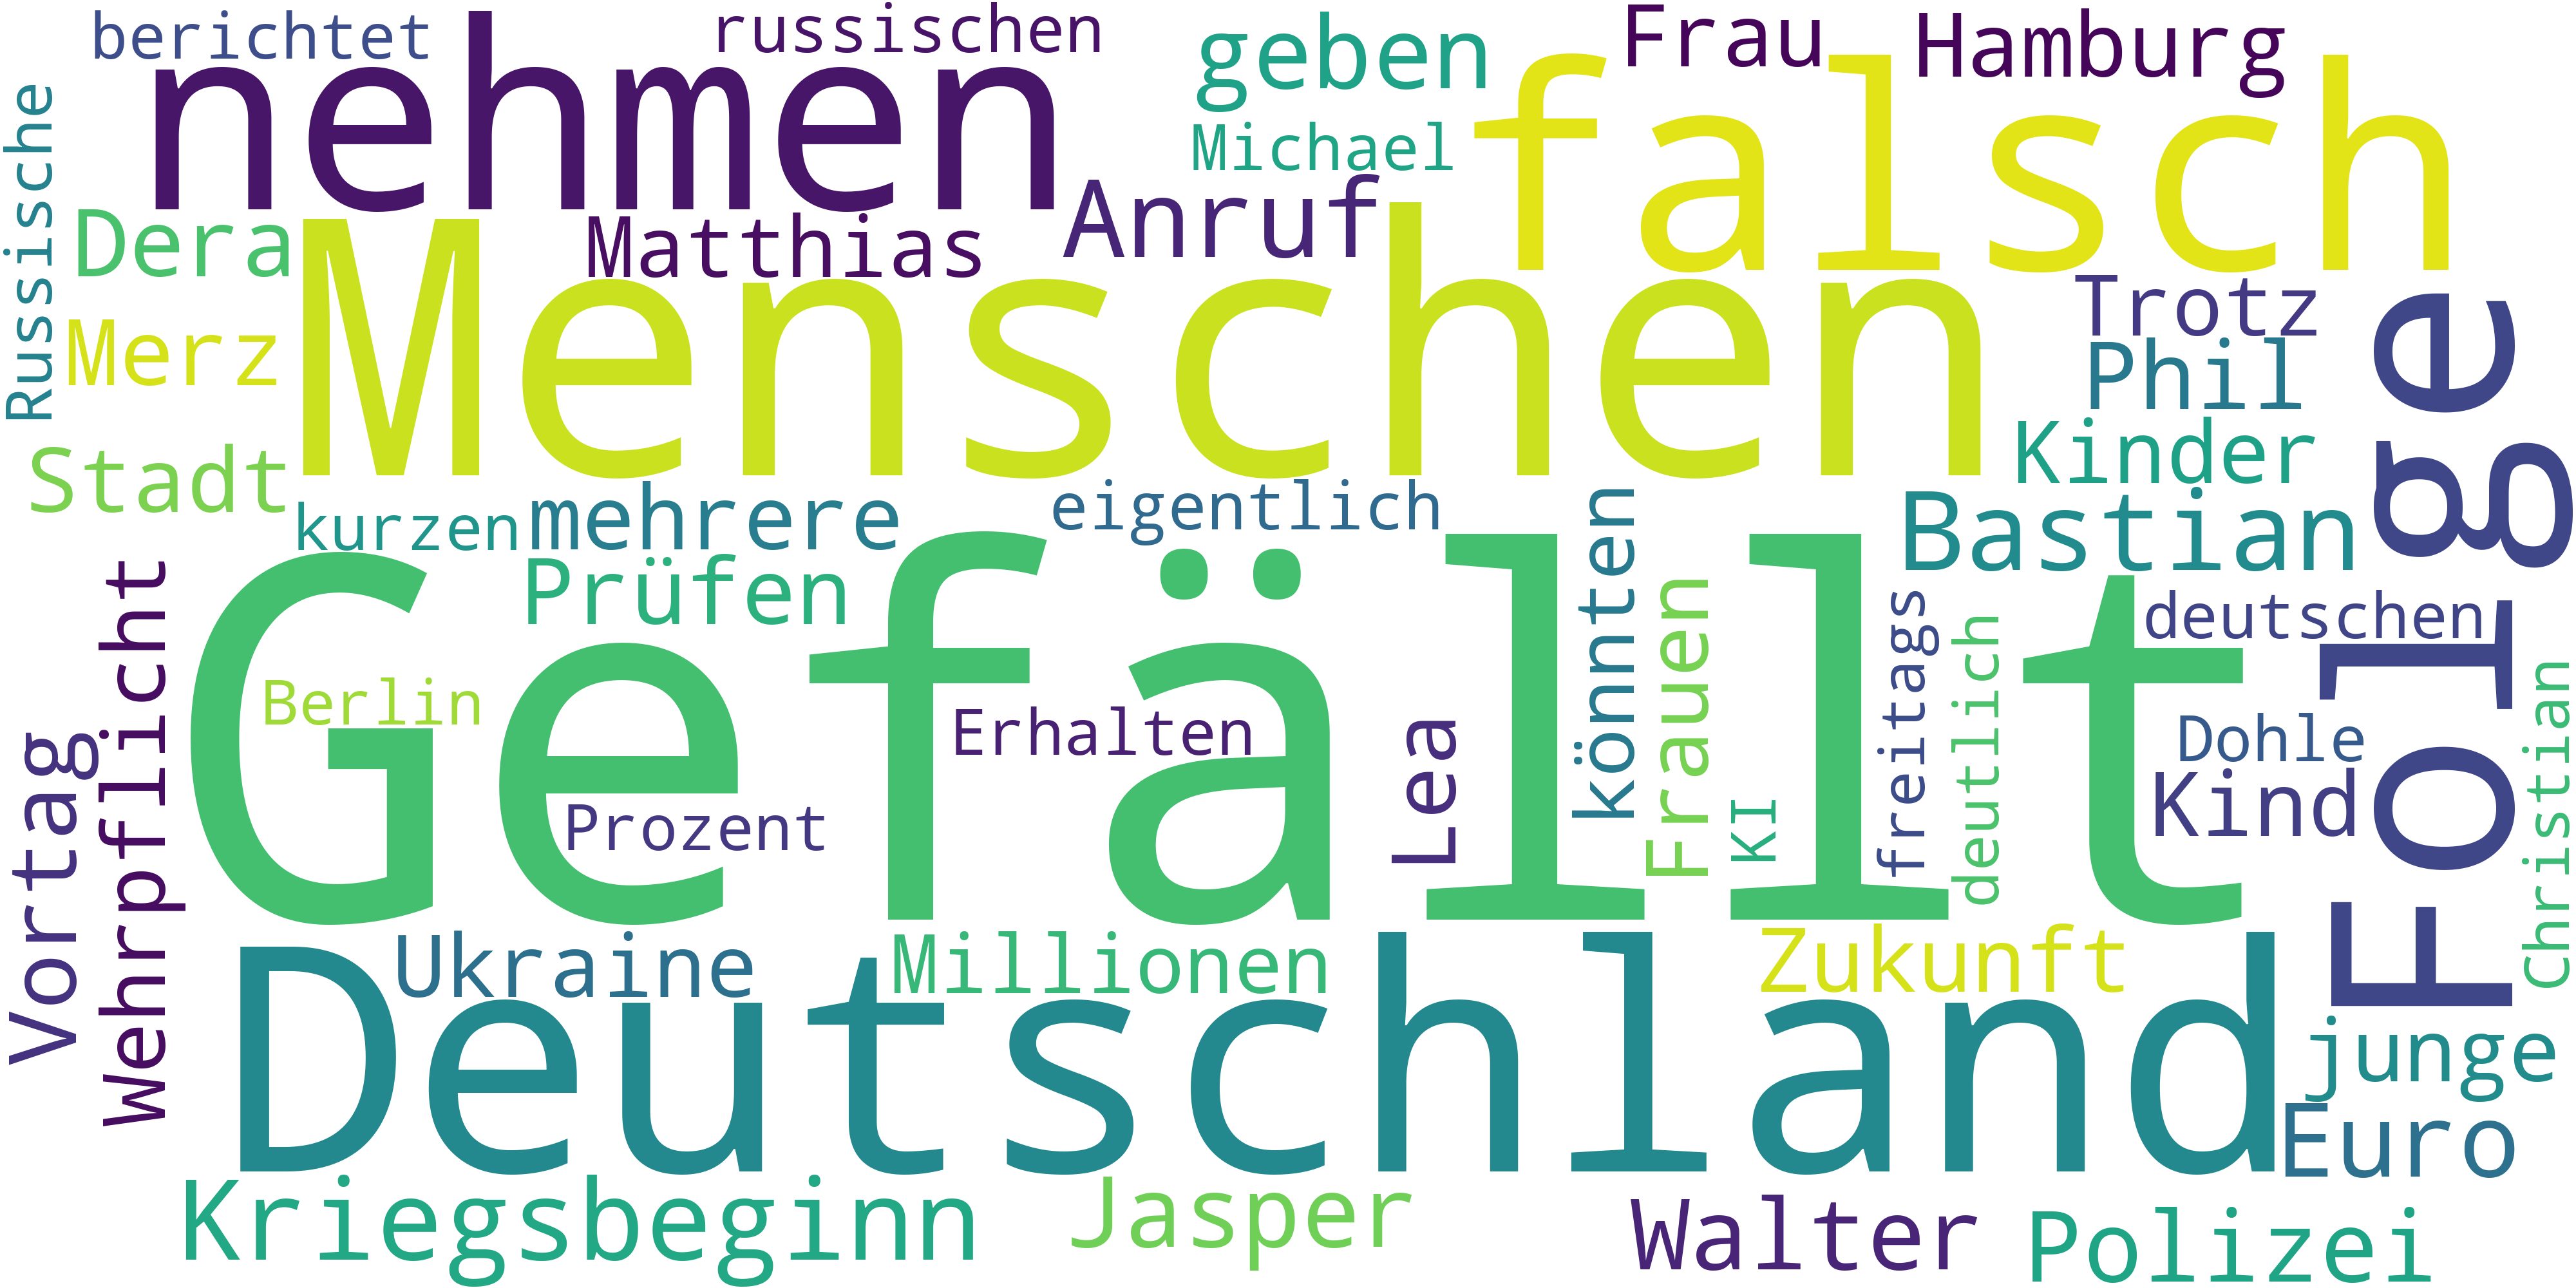 berichtet
russischen
geben
Frau
Hamburg
nehmen
falsch
Michael
Russische
Dera
Matthias
Anruf
Menschen
Trotz
Merz
Phil
Folge
Stadt
Kinder
kurzen
mehrere
eigentlich
Bastian
Prüfen
könnten
Gefällt
Frauen
freitags
deutlich
deutschen
Wehrpflicht
Berlin
Erhalten
Lea
KI
Dohle
Christian
Vortag
Prozent
Kind
Ukraine
Millionen
Zukunft
Deutschland
junge
Euro
Kriegsbeginn
Jasper
Walter
Polizei